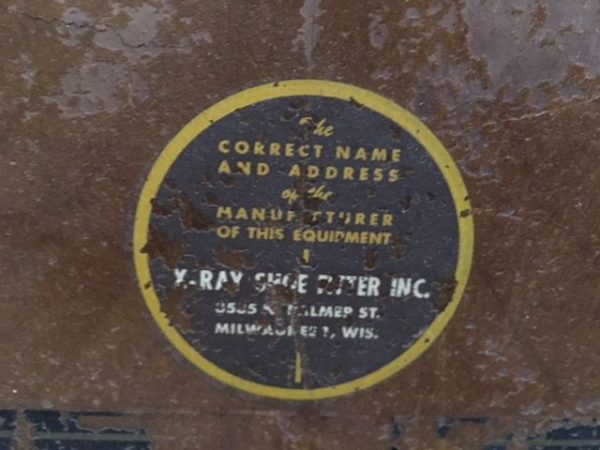 The
CORRECT NAME
AND ADDRESS
of the
MANUFACTURER
OF THIS EQUIPMENT
X-RAY SHOE FITTER INC.
PALMER ST.
MILWAUKEE 1, WIS.